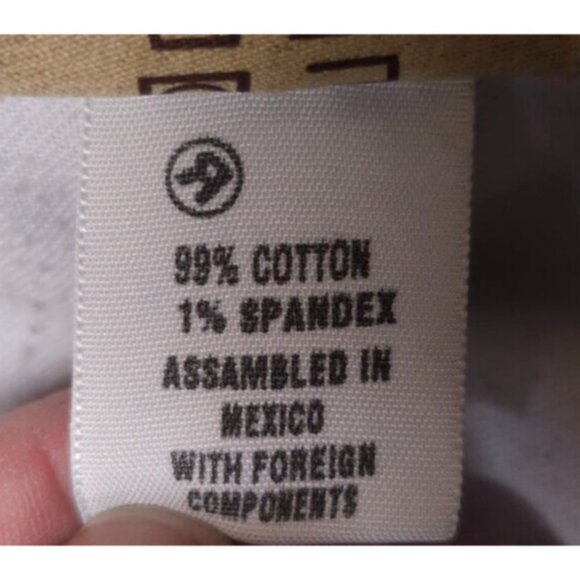 99% COTTON
1% SPANDEX
ASSAMBLED IN
MEXICO
WITH FOREIGN
COMPONENTS